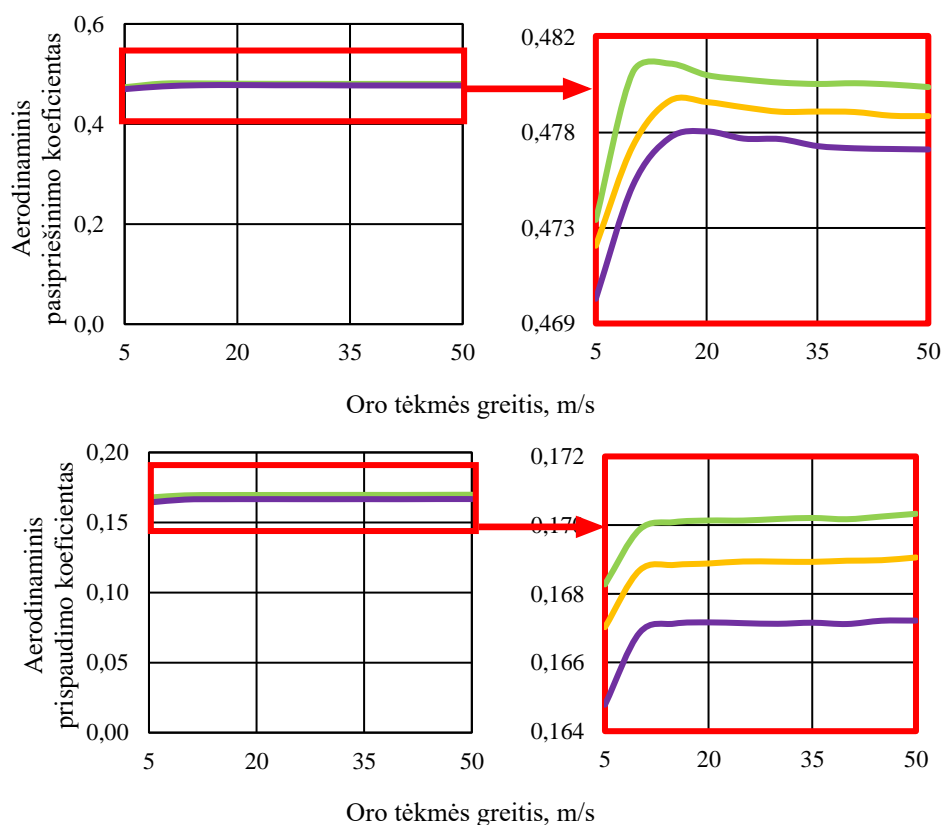 Aerodinaminis
pasipriešinimo koeficientas
0,6
0,4
0,2
0,0
5 20 35 50
0,482
0,478
0,473
0,469
5 20 35 50
Oro tėkmės greitis, m/s
Aerodinaminis
prispaudimo koeficientas
0,20
0,15
0,10
0,05
0,00
5 20 35 50
0,172
0,170
0,168
0,166
0,164
5 20 35 50
Oro tėkmės greitis, m/s